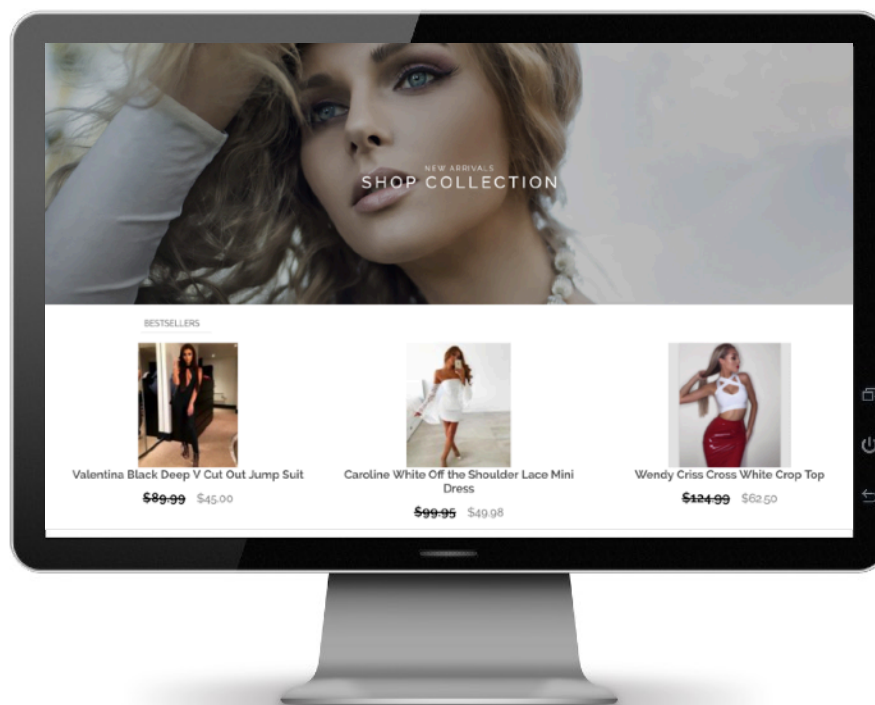 NEW ARRIVALS
SHOP COLLECTION
BESTSELLERS
Valentina Black Deep V Cut Out Jump Suit
$89.99 $45.00
Caroline White Off the Shoulder Lace Mini
Dress
$99.95 $49.98
Wendy Criss Cross White Crop Top
$124.99 $62.50